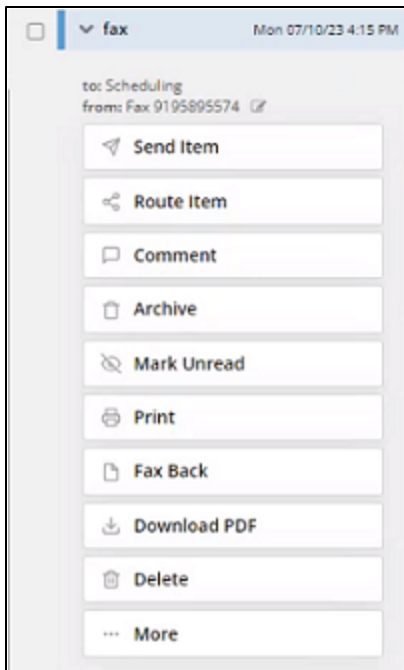 fax Mon 07/10/23 4:15 PM
to: Scheduling
from: Fax 9195895574
Send Item
Route Item
Comment
Archive
Mark Unread
Print
Fax Back
Download PDF
Delete
More